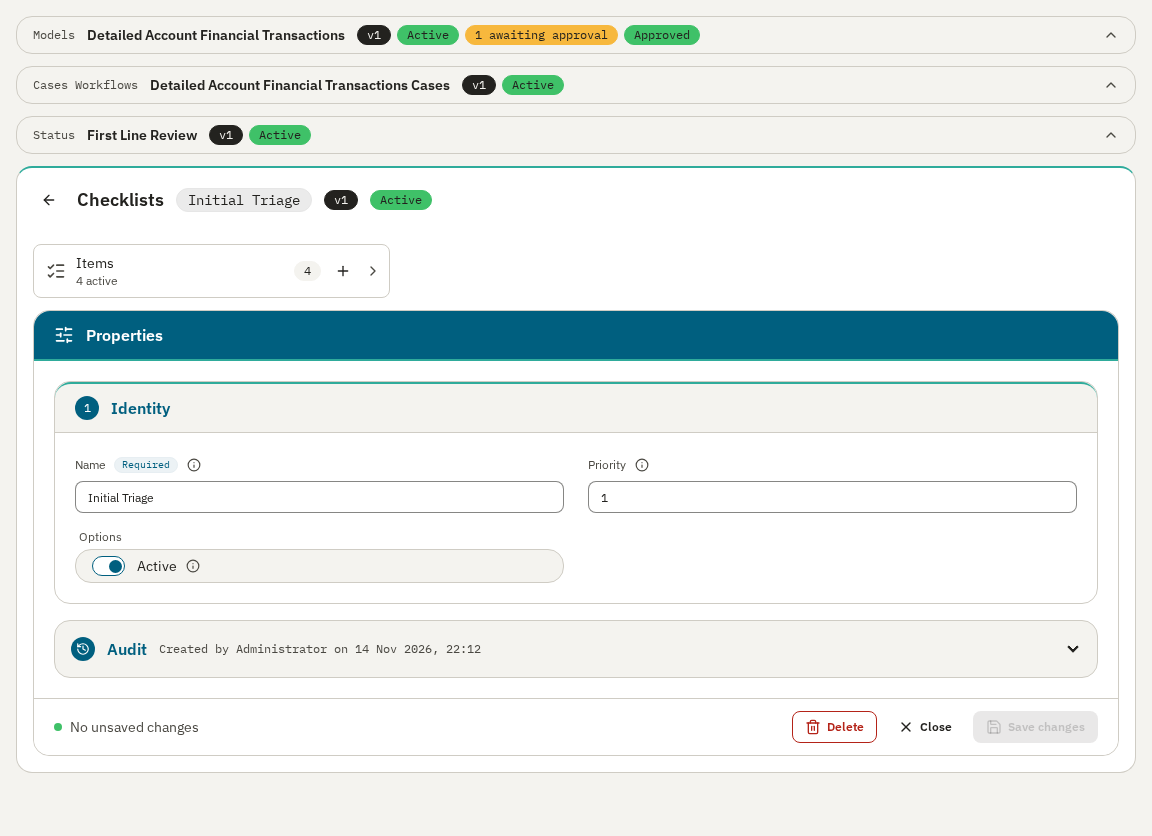 Models Detailed Account Financial Transactions v1 Active 1 awaiting approval Approved
Cases Workflows Detailed Account Financial Transactions Cases v1 Active
Status First Line Review v1 Active
Checklists Initial Triage v1 Active
Items
4 active
4
Properties
1 Identity
Name Required
Priority
Initial Triage
1
Options
Active
Audit Created by Administrator on 14 Nov 2026, 22:12
No unsaved changes
Delete
Close
Save changes